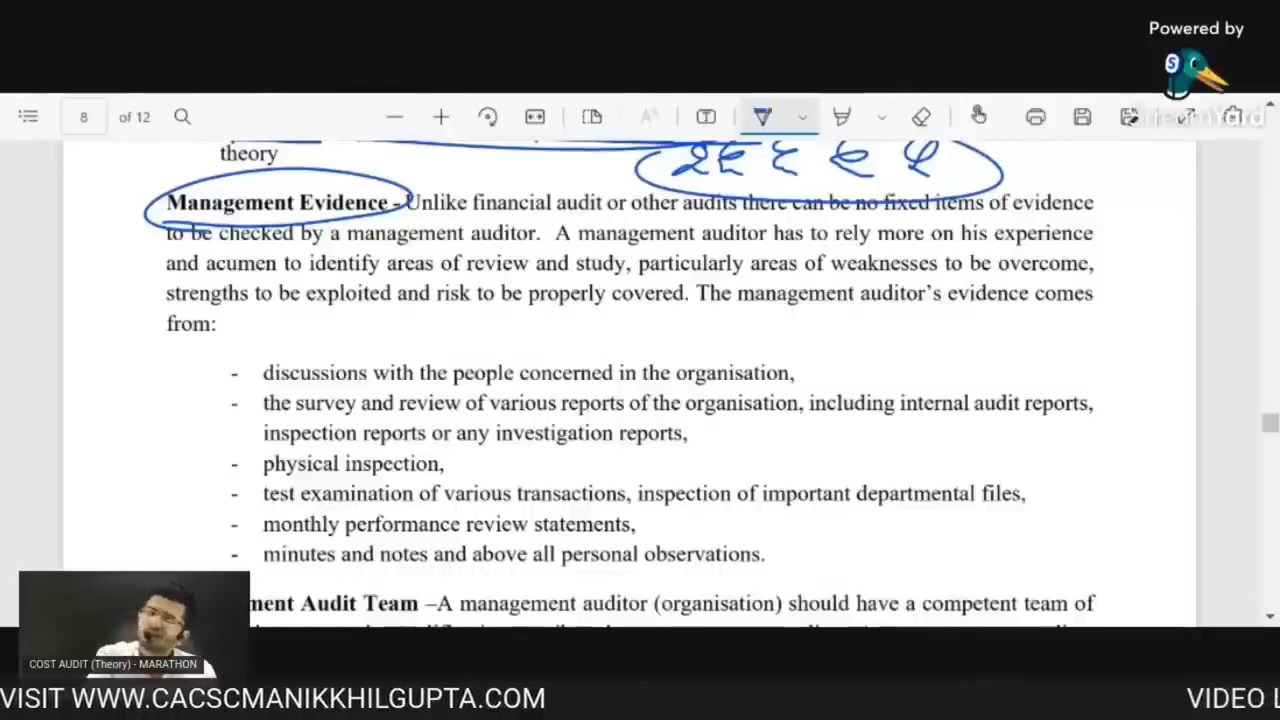 Powered by
8 of 12
theory
Management Evidence - Unlike financial audit or other audits there can be no fixed items of evidence
to be checked by a management auditor. A management auditor has to rely more on his experience
and acumen to identify areas of review and study, particularly areas of weaknesses to be overcome,
strengths to be exploited and risk to be properly covered. The management auditor's evidence comes
from:
- discussions with the people concerned in the organisation,
- the survey and review of various reports of the organisation, including internal audit reports,
inspection reports or any investigation reports,
- physical inspection,
- test examination of various transactions, inspection of important departmental files,
- monthly performance review statements,
- minutes and notes and above all personal observations.
ment Audit Team –A management auditor (organisation) should have a competent team of
COST AUDIT (Theory) - MARATHON
VISIT WWW.CACSCMANIKKHILGUPTA.COM
VIDEO L